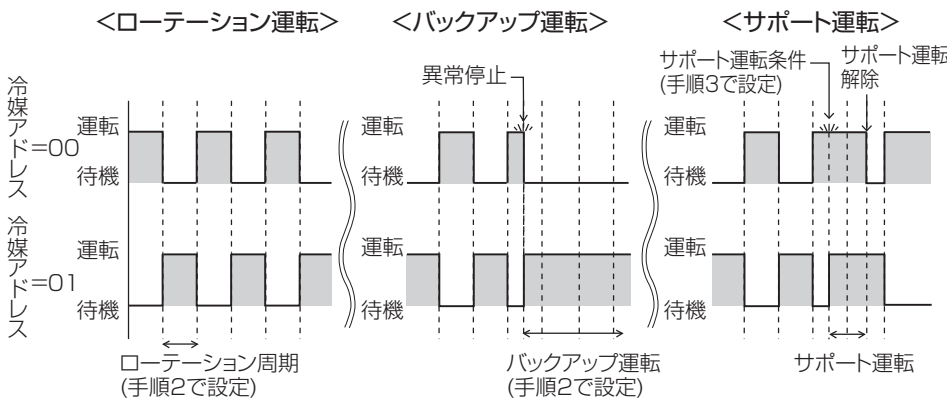 <ローテーション運転>
<バックアップ運転>
<サポート運転>
異常停止
サポート運転条件
(手順3で設定)
サポート運転
解除
冷媒アドレス=00
運転
待機
運転
待機
運転
待機
冷媒アドレス=01
運転
待機
運転
待機
運転
待機
ローテーション周期
(手順2で設定)
バックアップ運転
(手順2で設定)
サポート運転